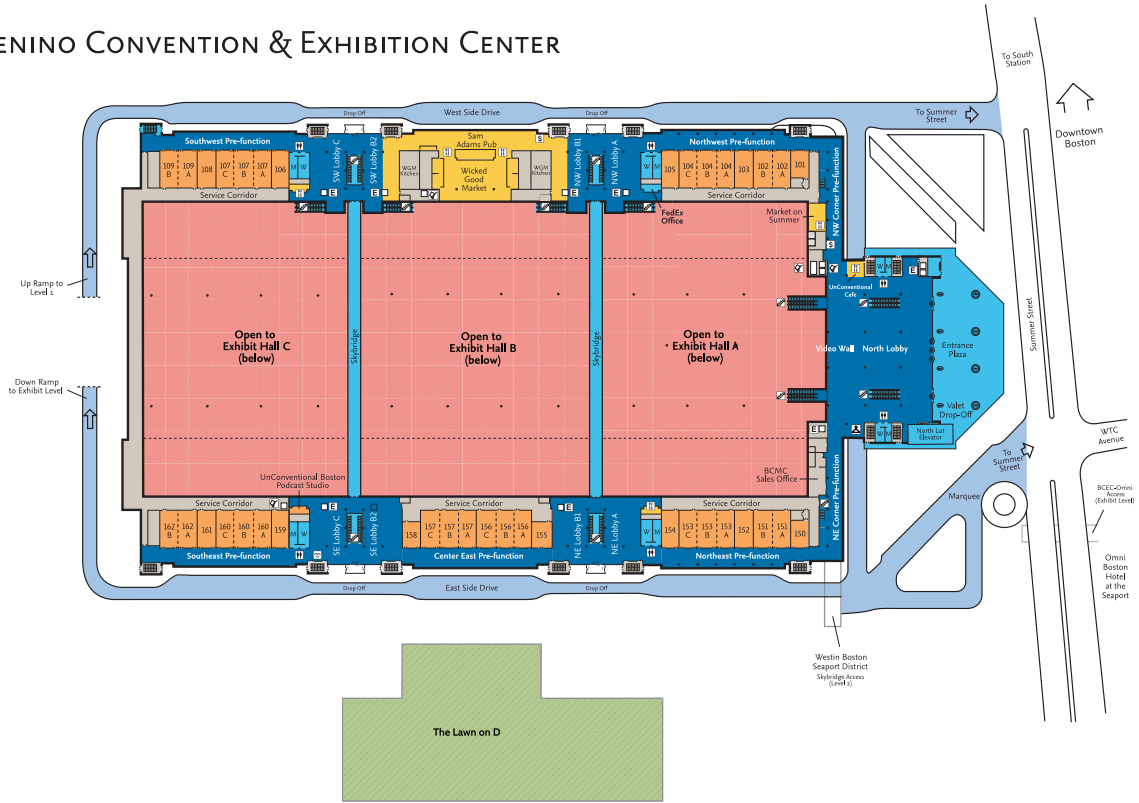 ENINO CONVENTION & EXHIBITION CENTER
To South
Station
Downtown
Boston
Drop Off
West Side Drive
Drop Off
To Summer
Street
Southwest Pre-function
SW Lobby C
SW Lobby B2
Sam
Adams Pub
WGM
Kitchen
Wicked
Good
Market
WGM
Kitchen
NW Lobby B1
NW Lobby A
Northwest Pre-function
NW Corner Pre-function
109
B
109
A
108
107
C
107
B
107
A
106
M
W
W
M
105
104
C
104
B
104
A
103
102
B
102
A
101
Service Corridor
Service Corridor
E
E
E
E
$
FedEx
Office
Market on
Summer
$
UnConventional
Cafe
W
M
E
Up Ramp to
Level 1
Down Ramp
to Exhibit Level
Open to
Exhibit Hall C
(below)
Skybridge
Open to
Exhibit Hall B
(below)
Skybridge
Open to
Exhibit Hall A
(below)
Video Wall
North Lobby
Entrance
Plaza
Valet
Drop-Off
North Lot
Elevator
W
M
E
Summer Street
WTC
Avenue
To
Summer
Street
Marquee
BCEC-Omni
Access
(Exhibit Level)
Omni
Boston
Hotel
at the
Seaport
BCMC
Sales Office
UnConventional Boston
Podcast Studio
Service Corridor
Service Corridor
Service Corridor
E
E
162
B
162
A
161
160
C
160
B
160
A
159
M
W
SE Lobby C
SE Lobby B2
158
157
C
157
B
157
A
156
C
156
B
156
A
155
NE Lobby B1
NE Lobby A
W
M
154
153
C
153
B
153
A
152
151
B
151
A
150
NE Corner Pre-function
Southeast Pre-function
Center East Pre-function
Northeast Pre-function
Drop Off
East Side Drive
Drop Off
Westin Boston
Seaport District
Skybridge Access
(Level 2)
The Lawn on D